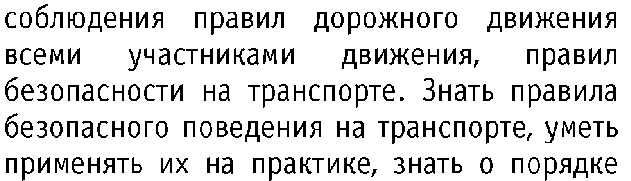 соблюдения правил дорожного движения
всеми участниками движения, правил
безопасности на транспорте. Знать правила
безопасного поведения на транспорте, уметь
применять их на практике, знать о порядке